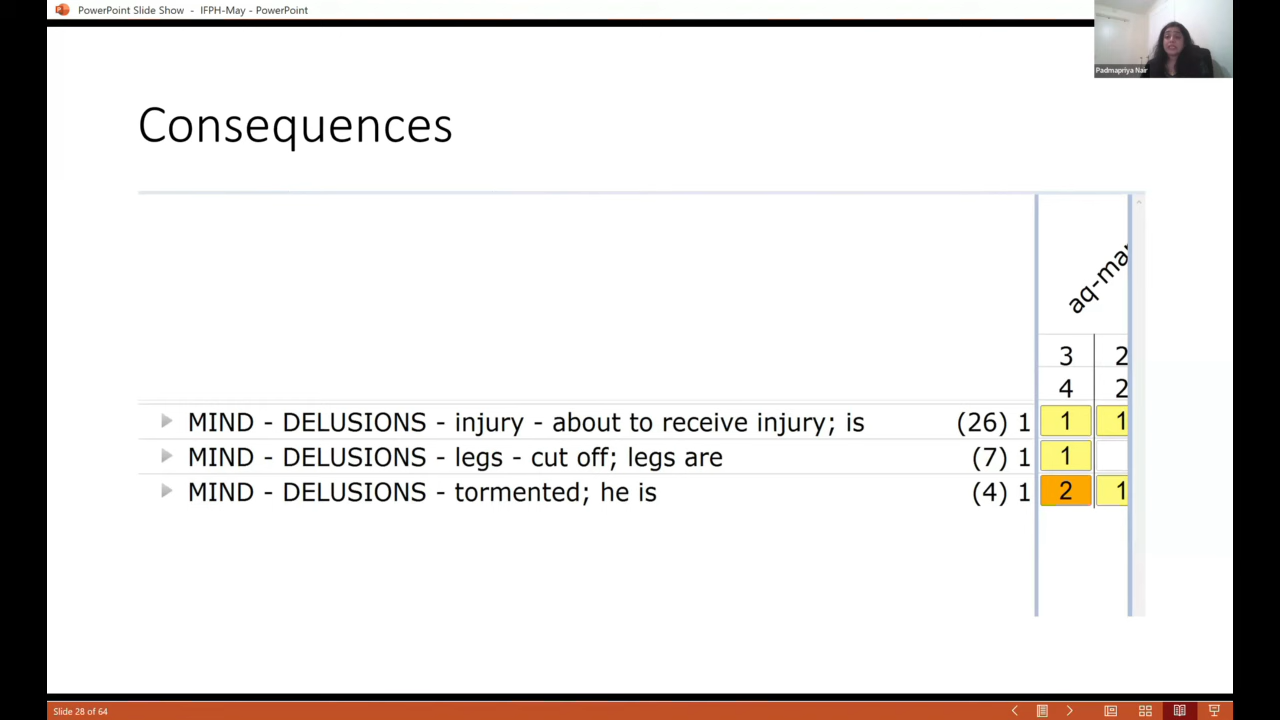 PowerPoint Slide Show - IFPH-May - PowerPoint
Padmapriya Nair
Consequences
3 2
4 2
MIND - DELUSIONS - injury - about to receive injury; is (26) 1 1 1
MIND - DELUSIONS - legs - cut off; legs are (7) 1 1
MIND - DELUSIONS - tormented; he is (4) 1 2 1
Slide 28 of 64